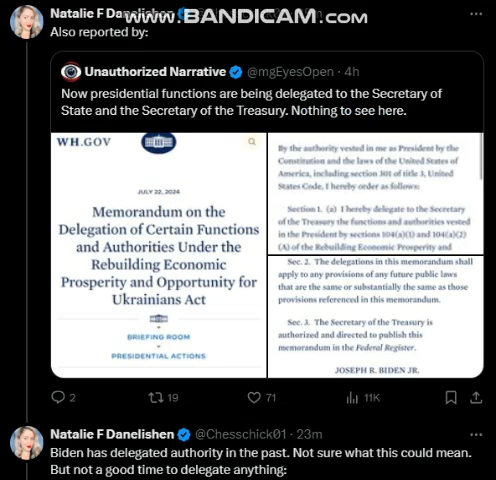 Natalie F Danelishen
www.BANDICAM.com
Also reported by:
Unauthorized Narrative @mgEyesOpen · 4h
Now presidential functions are being delegated to the Secretary of
State and the Secretary of the Treasury. Nothing to see here.
WH.GOV
JULY 22, 2024
Memorandum on the
Delegation of Certain Functions
and Authorities Under the
Rebuilding Economic
Prosperity and Opportunity for
Ukrainians Act
BRIEFING ROOM
PRESIDENTIAL ACTIONS
By the authority vested in me as President by the
Constitution and the laws of the United States of
America, including section 301 of title 3, United
States Code, I hereby order as follows:
Section 1. (a) I hereby delegate to the Secretary
of the Treasury the functions and authorities vested
in the President by sections 104(a)(1) and 104(a)(2)
(A) of the Rebuilding Economic Prosperity and
Sec. 2. The delegations in this memorandum shall
apply to any provisions of any future public laws
that are the same or substantially the same as those
provisions referenced in this memorandum.
Sec. 3. The Secretary of the Treasury is
authorized and directed to publish this
memorandum in the Federal Register.
JOSEPH R. BIDEN JR.
2 19 71 11K
Natalie F Danelishen @Chesschick01 · 23m
Biden has delegated authority in the past. Not sure what this could mean.
But not a good time to delegate anything: